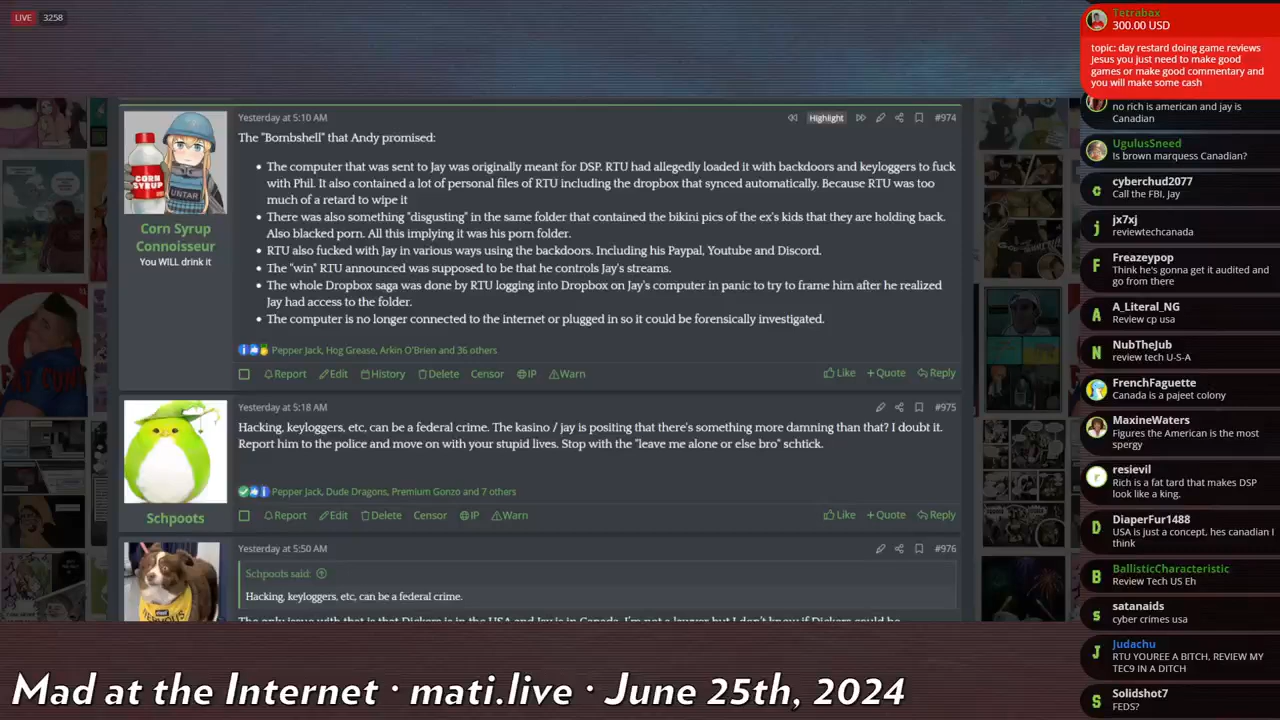 LIVE 3258
Yesterday at 5:10 AM
Highlight
#974
The "Bombshell" that Andy promised:
The computer that was sent to Jay was originally meant for DSP. RTU had allegedly loaded it with backdoors and keyloggers to fuck
with Phil. It also contained a lot of personal files of RTU including the dropbox that synced automatically. Because RTU was too
much of a retard to wipe it
There was also something "disgusting" in the same folder that contained the bikini pics of the ex's kids that they are holding back.
Also blacked porn. All this implying it was his porn folder.
RTU also fucked with Jay in various ways using the backdoors. Including his Paypal, Youtube and Discord.
The "win" RTU announced was supposed to be that he controls Jay's streams.
The whole Dropbox saga was done by RTU logging into Dropbox on Jay's computer in panic to try to frame him after he realized
Jay had access to the folder.
The computer is no longer connected to the internet or plugged in so it could be forensically investigated.
CORN
SYRUP
UNTAR
Corn Syrup
Connoisseur
You WILL drink it
Pepper Jack, Hog Grease, Arkin O'Brien and 36 others
Report Edit History Delete Censor IP Warn
Like +Quote Reply
Yesterday at 5:18 AM
#975
Hacking, keyloggers, etc, can be a federal crime. The kasino / jay is positing that there's something more damning than that? I doubt it.
Report him to the police and move on with your stupid lives. Stop with the "leave me alone or else bro" schtick.
Pepper Jack, Dude Dragons, Premium Gonzo and 7 others
Schpoots
Report Edit Delete Censor IP Warn
Like +Quote Reply
Yesterday at 5:50 AM
#976
Schpoots said:
Hacking, keyloggers, etc, can be a federal crime.
Tetrabax
300.00 USD
topic: day restard doing game reviews
Jesus you just need to make good
games or make good commentary and
you will make some cash
no rich is american and jay is
Canadian
UgulusSneed
Is brown marquess Canadian?
cyberchud2077
Call the FBI, Jay
jx7xj
reviewtechcanada
Freazeypop
Think he's gonna get it audited and
go from there
A_Literal_NG
Review cp usa
NubTheJub
review tech U-S-A
FrenchFaguette
Canada is a pajeet colony
MaxineWaters
Figures the American is the most
spergy
resievil
Rich is a fat tard that makes DSP
look like a king.
DiaperFur1488
USA is just a concept, hes canadian I
think
BallisticCharacteristic
Review Tech US Eh
satanaids
cyber crimes usa
Judachu
RTU YOUREE A BITCH, REVIEW MY
TEC9 IN A DITCH
Solidshot7
FEDS?
Mad at the Internet · mati.live · June 25th, 2024